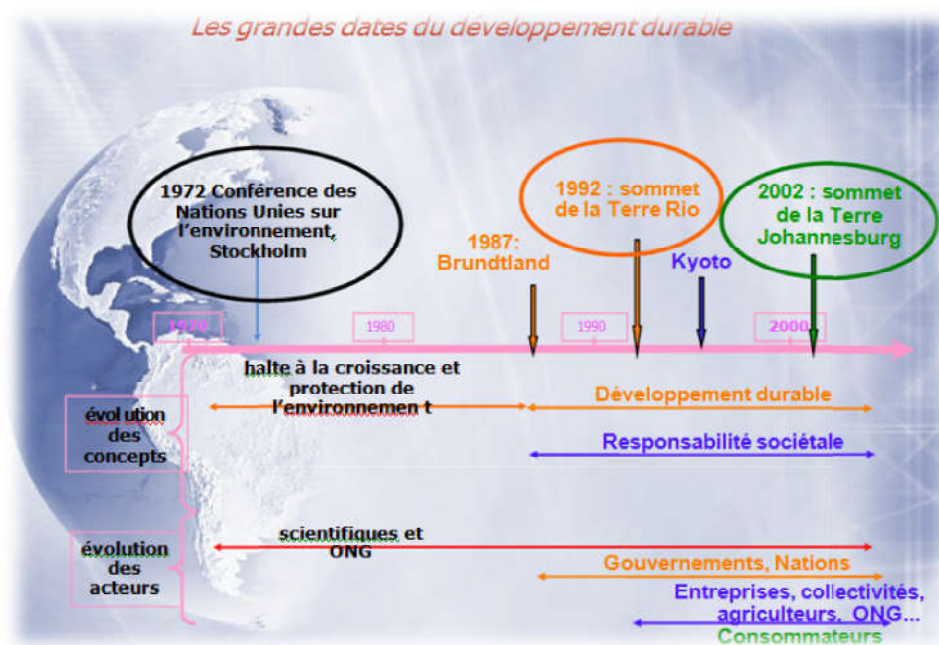 Les grandes dates du développement durable
1972 Conférence des
Nations Unies sur
l'environnement,
Stockholm
1992 : sommet
de la Terre Rio
2002 : sommet
de la Terre
Johannesburg
1987:
Brundtland
Kyoto
1970
1980
1990
2000
halte à la croissance et
protection de
l'environnemen t
Développement durable
évol ution
des
concepts
Responsabilité sociétale
scientifiques et
ONG
évolution
des
acteurs
Gouvernements, Nations
Entreprises, collectivités,
agriculteurs, ONG...
Consommateurs